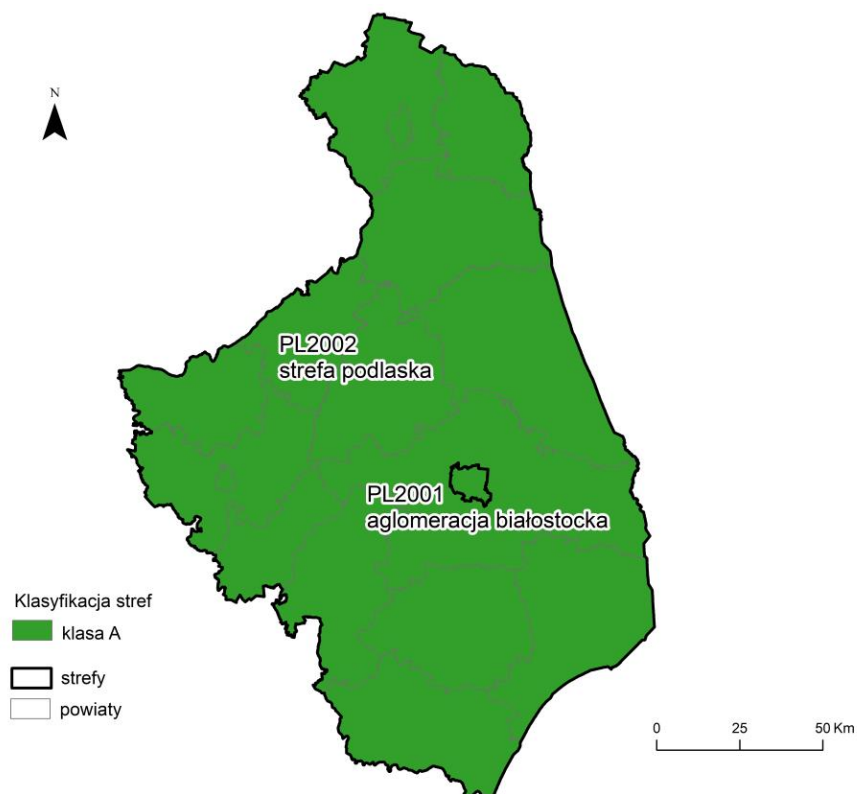 N
PL2002
strefa podlaska
PL2001
aglomeracja białostocka
Klasyfikacja stref
klasa A
strefy
powiaty
0 25 50 Km